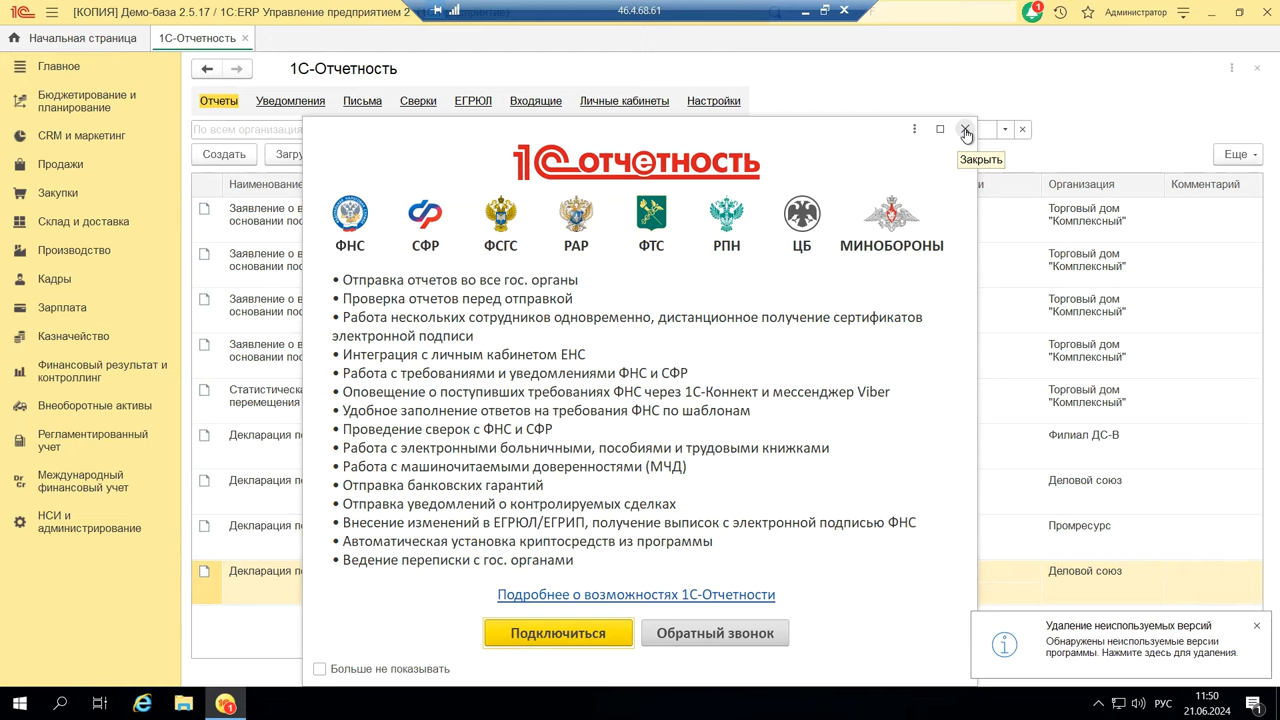 [КОПИЯ] Демо-база 2.5.17 / 1С:ERP Управление предприятием 2
46.4.68.61
1
Администратор
Начальная страница
1С-Отчетность
Главное
Бюджетирование и
планирование
CRM и маркетинг
Продажи
Закупки
Склад и доставка
Производство
Кадры
Зарплата
Казначейство
Финансовый результат и
контроллинг
Внеоборотные активы
Регламентированный
учет
Международный
финансовый учет
НСИ и
администрирование
1С-Отчетность
Отчеты Уведомления Письма Сверки ЕГРЮЛ Входящие Личные кабинеты Настройки
По всем организация
Создать
Загру
Еще
Наименование
Организация
Комментарий
Заявление о в
основании пос
Торговый дом
"Комплексный"
Заявление о в
основании пос
Торговый дом
"Комплексный"
Заявление о в
основании пос
Торговый дом
"Комплексный"
Заявление о в
основании пос
Торговый дом
"Комплексный"
Статистическа
перемещения
Торговый дом
"Комплексный"
Декларация по
Филиал ДС-В
Декларация по
Деловой союз
Декларация по
Промресурс
Декларация по
Деловой союз
Закрыть
1С отчетность
ФНС СФР ФСГС РАР ФТС РПН ЦБ МИНОБОРОНЫ
• Отправка отчетов во все гос. органы
• Проверка отчетов перед отправкой
• Работа нескольких сотрудников одновременно, дистанционное получение сертификатов
электронной подписи
• Интеграция с личным кабинетом ЕНС
• Работа с требованиями и уведомлениями ФНС и СФР
• Оповещение о поступивших требованиях ФНС через 1С-Коннект и мессенджер Viber
• Удобное заполнение ответов на требования ФНС по шаблонам
• Проведение сверок с ФНС и СФР
• Работа с электронными больничными, пособиями и трудовыми книжками
• Работа с машиночитаемыми доверенностями (МЧД)
• Отправка банковских гарантий
• Отправка уведомлений о контролируемых сделках
• Внесение изменений в ЕГРЮЛ/ЕГРИП, получение выписок с электронной подписью ФНС
• Автоматическая установка криптосредств из программы
• Ведение переписки с гос. органами
Подробнее о возможностях 1С-Отчетности
Подключиться
Обратный звонок
Больше не показывать
Удаление неиспользуемых версий
Обнаружены неиспользуемые версии
программы. Нажмите здесь для удаления.
РУС
11:50
21.06.2024